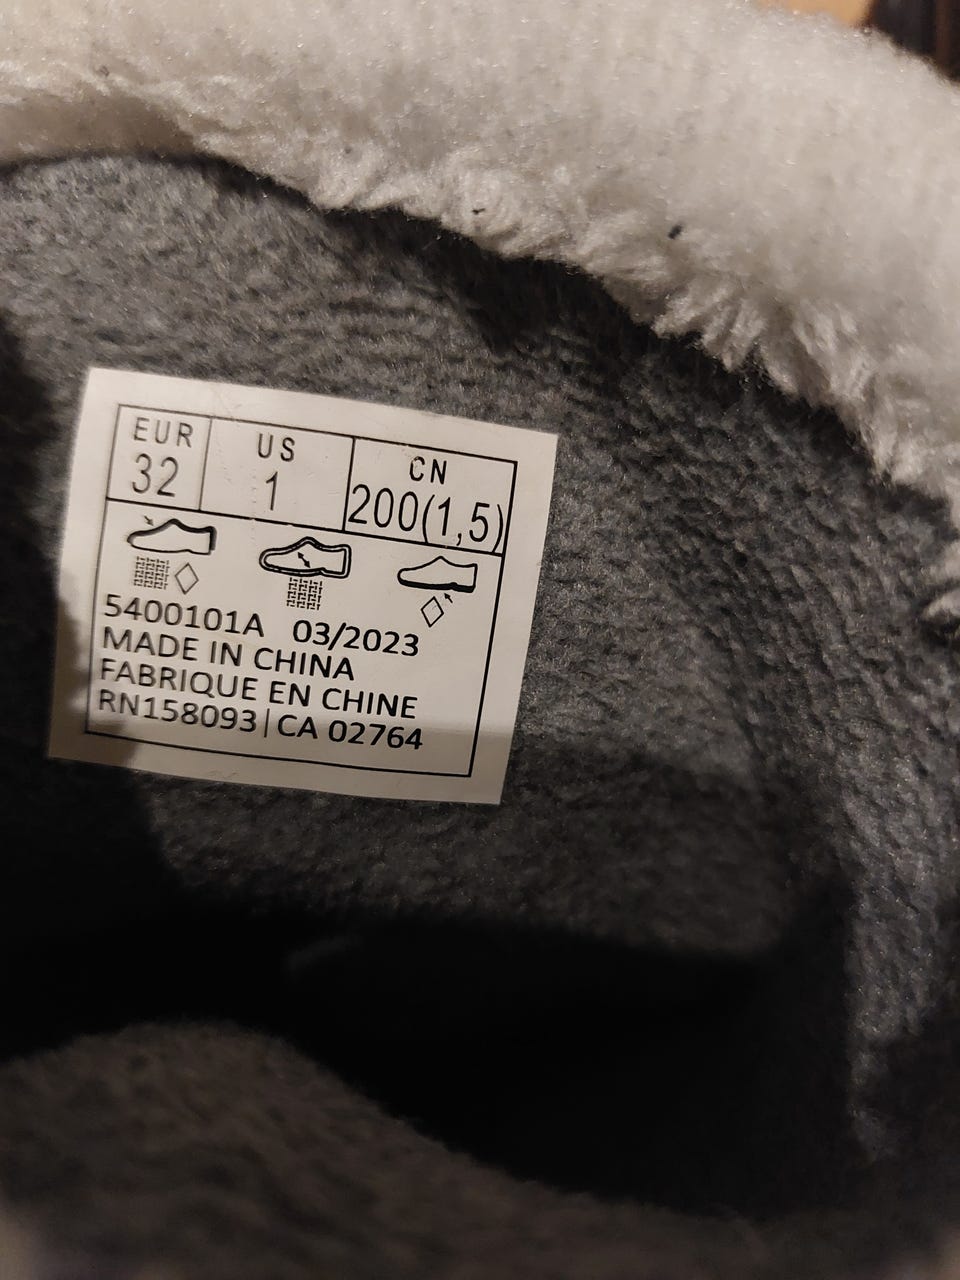 EUR US CN
32 1 200(1,5)
5400101A 03/2023
MADE IN CHINA
FABRIQUE EN CHINE
RN158093|CA 02764